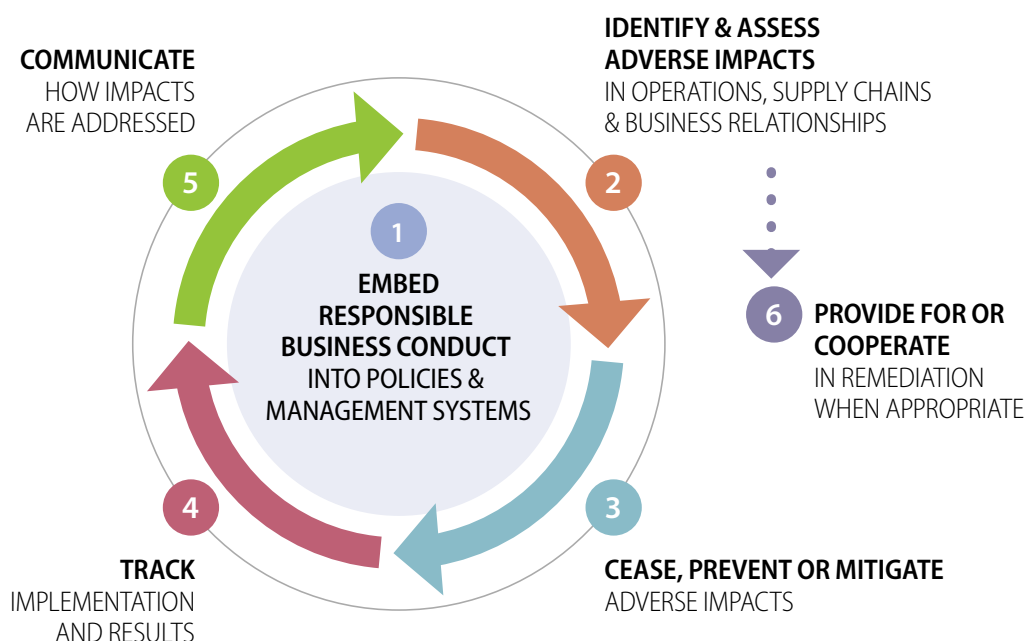 1
EMBED
RESPONSIBLE
BUSINESS CONDUCT
INTO POLICIES &
MANAGEMENT SYSTEMS
2
IDENTIFY & ASSESS
ADVERSE IMPACTS
IN OPERATIONS, SUPPLY CHAINS
& BUSINESS RELATIONSHIPS
3
CEASE, PREVENT OR MITIGATE
ADVERSE IMPACTS
4
TRACK
IMPLEMENTATION
AND RESULTS
5
COMMUNICATE
HOW IMPACTS
ARE ADDRESSED
6
PROVIDE FOR OR
COOPERATE
IN REMEDIATION
WHEN APPROPRIATE